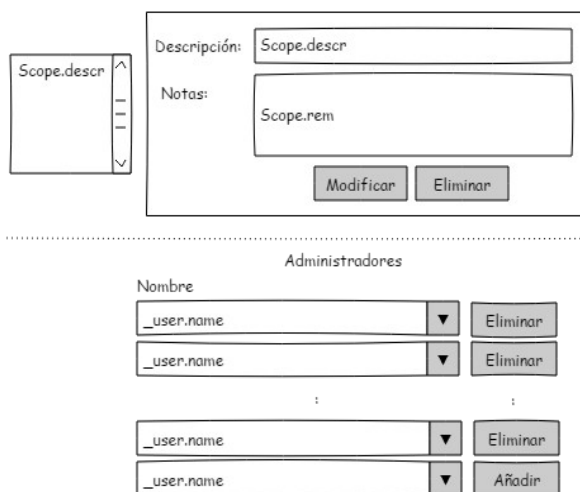 Scope.descr
Descripción: Scope.descr
Notas:
Scope.rem
Modificar Eliminar
Administradores
Nombre
_user.name Eliminar
_user.name Eliminar
: :
_user.name Eliminar
_user.name Añadir